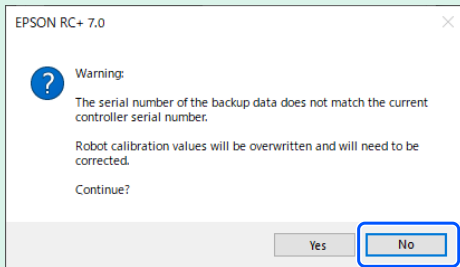 EPSON RC+ 7.0
Warning:
The serial number of the backup data does not match the current
controller serial number.
Robot calibration values will be overwritten and will need to be
corrected.
Continue?
Yes
No